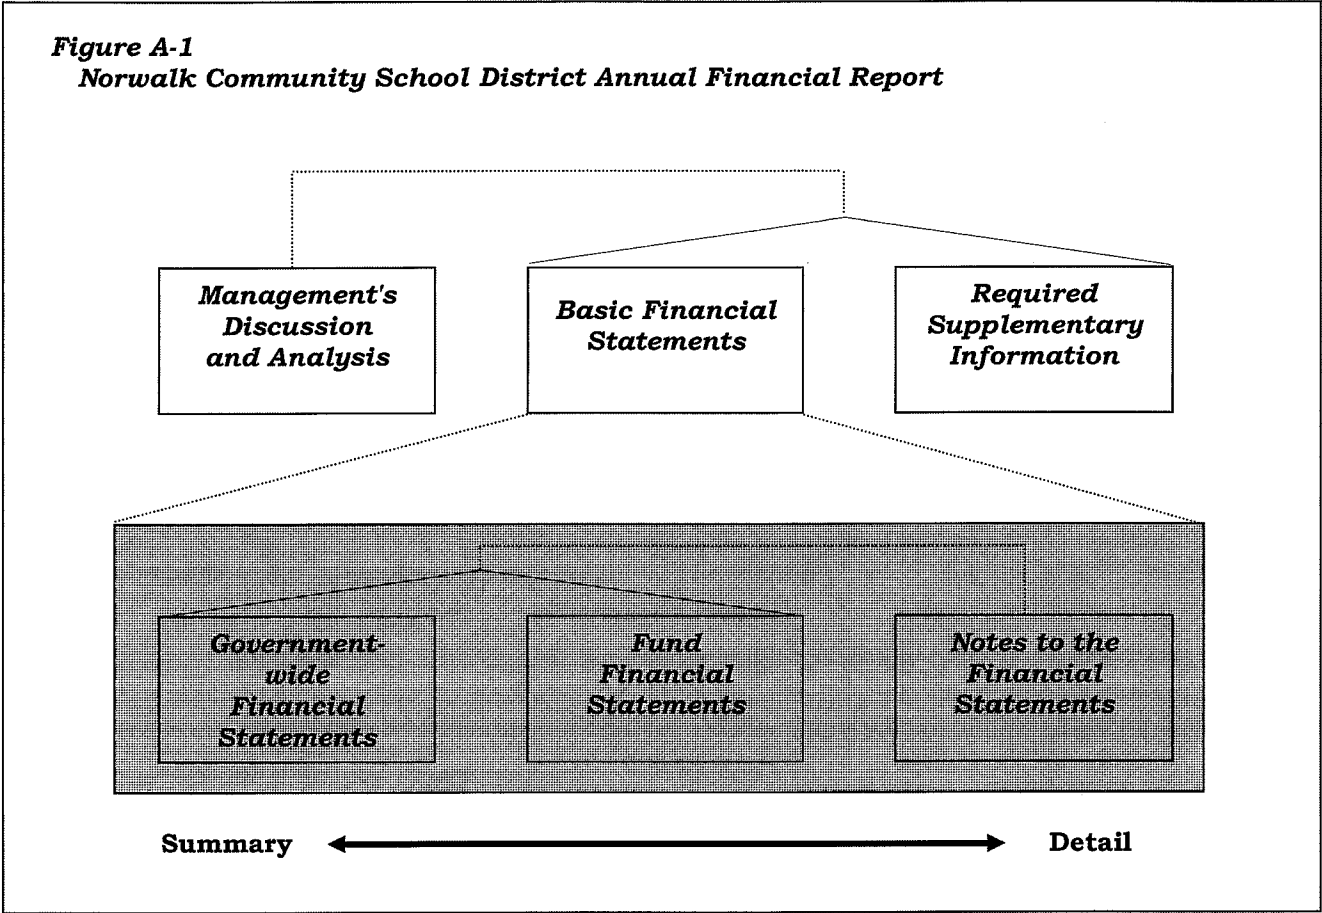 Figure A-1
Norwalk Community School District Annual Financial Report
Management's
Discussion
and Analysis
Basic Financial
Statements
Required
Supplementary
Information
Government-
wide
Financial
Statements
Fund
Financial
Statements
Notes to the
Financial
Statements
Summary
Detail